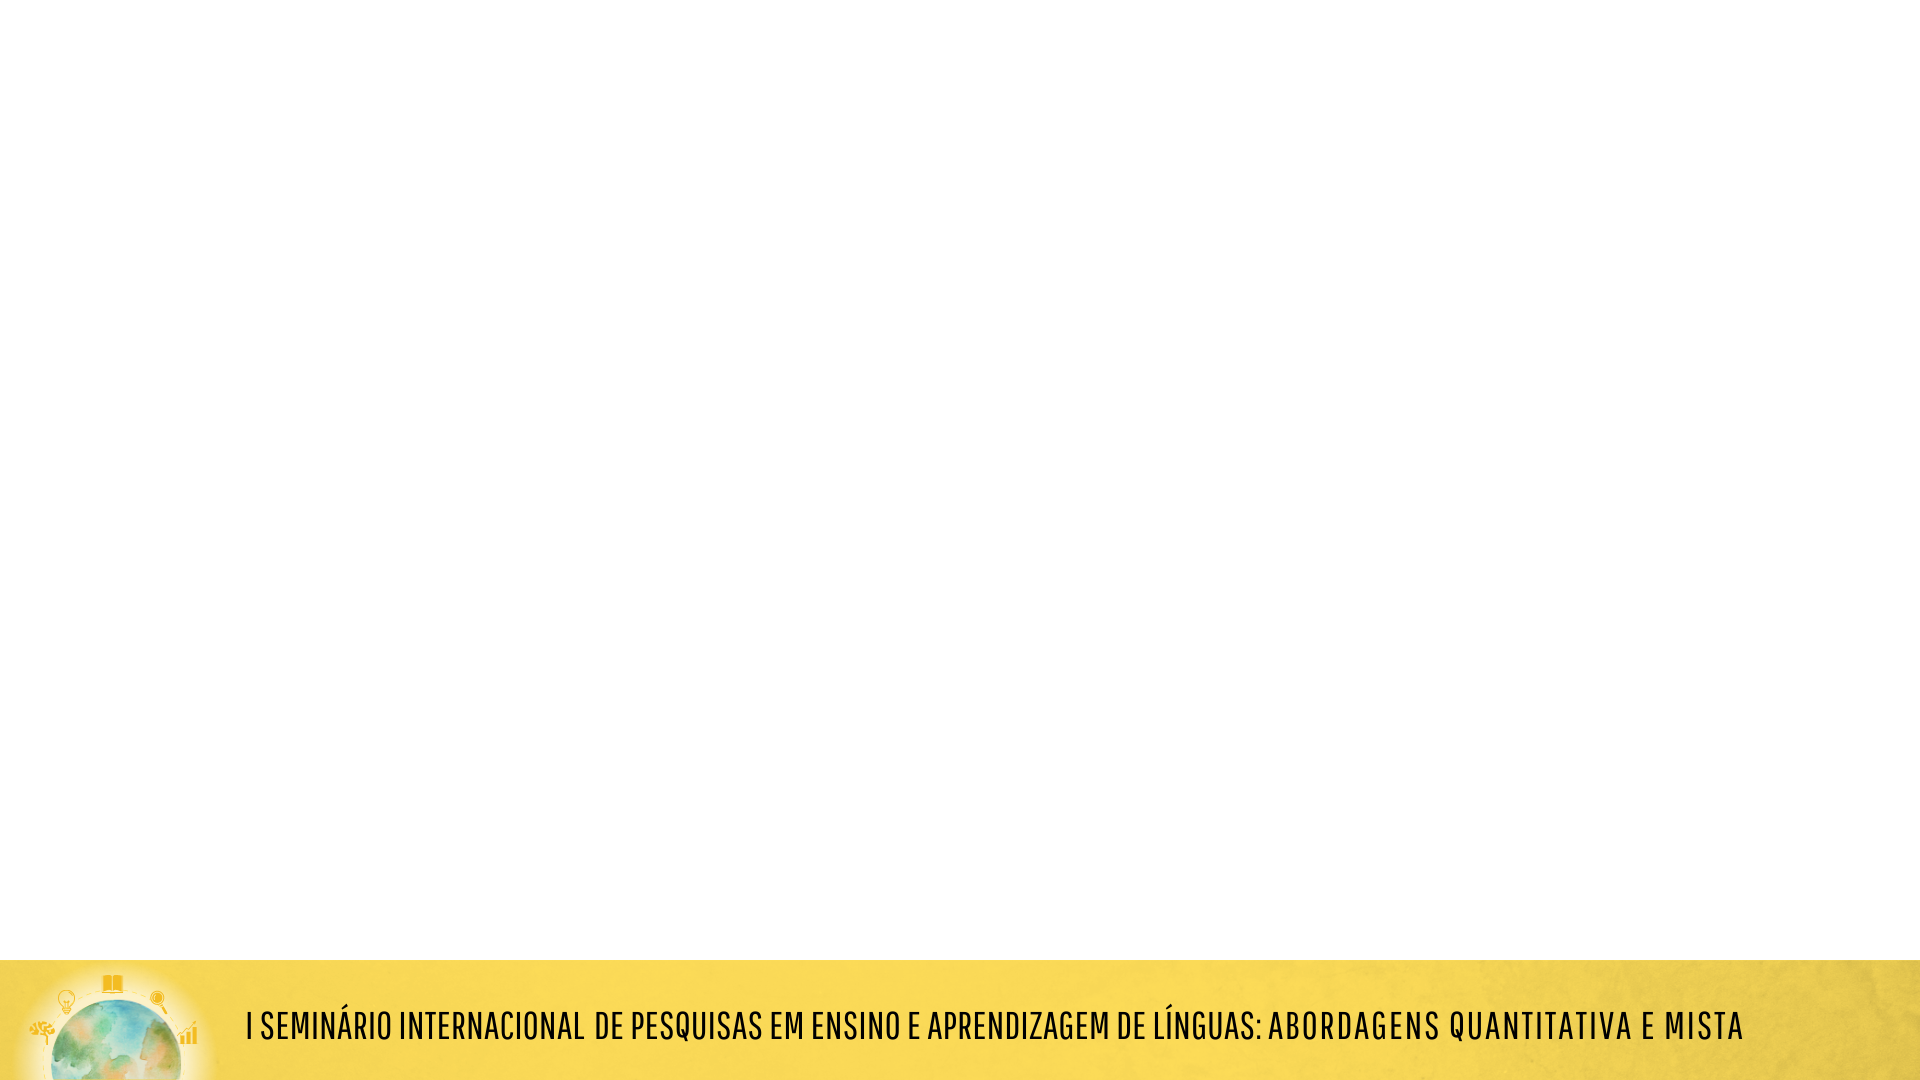 I SEMINÁRIO INTERNACIONAL DE PESQUISAS EM ENSINO E APRENDIZAGEM DE LÍNGUAS: ABORDAGENS QUANTITATIVA E MISTA